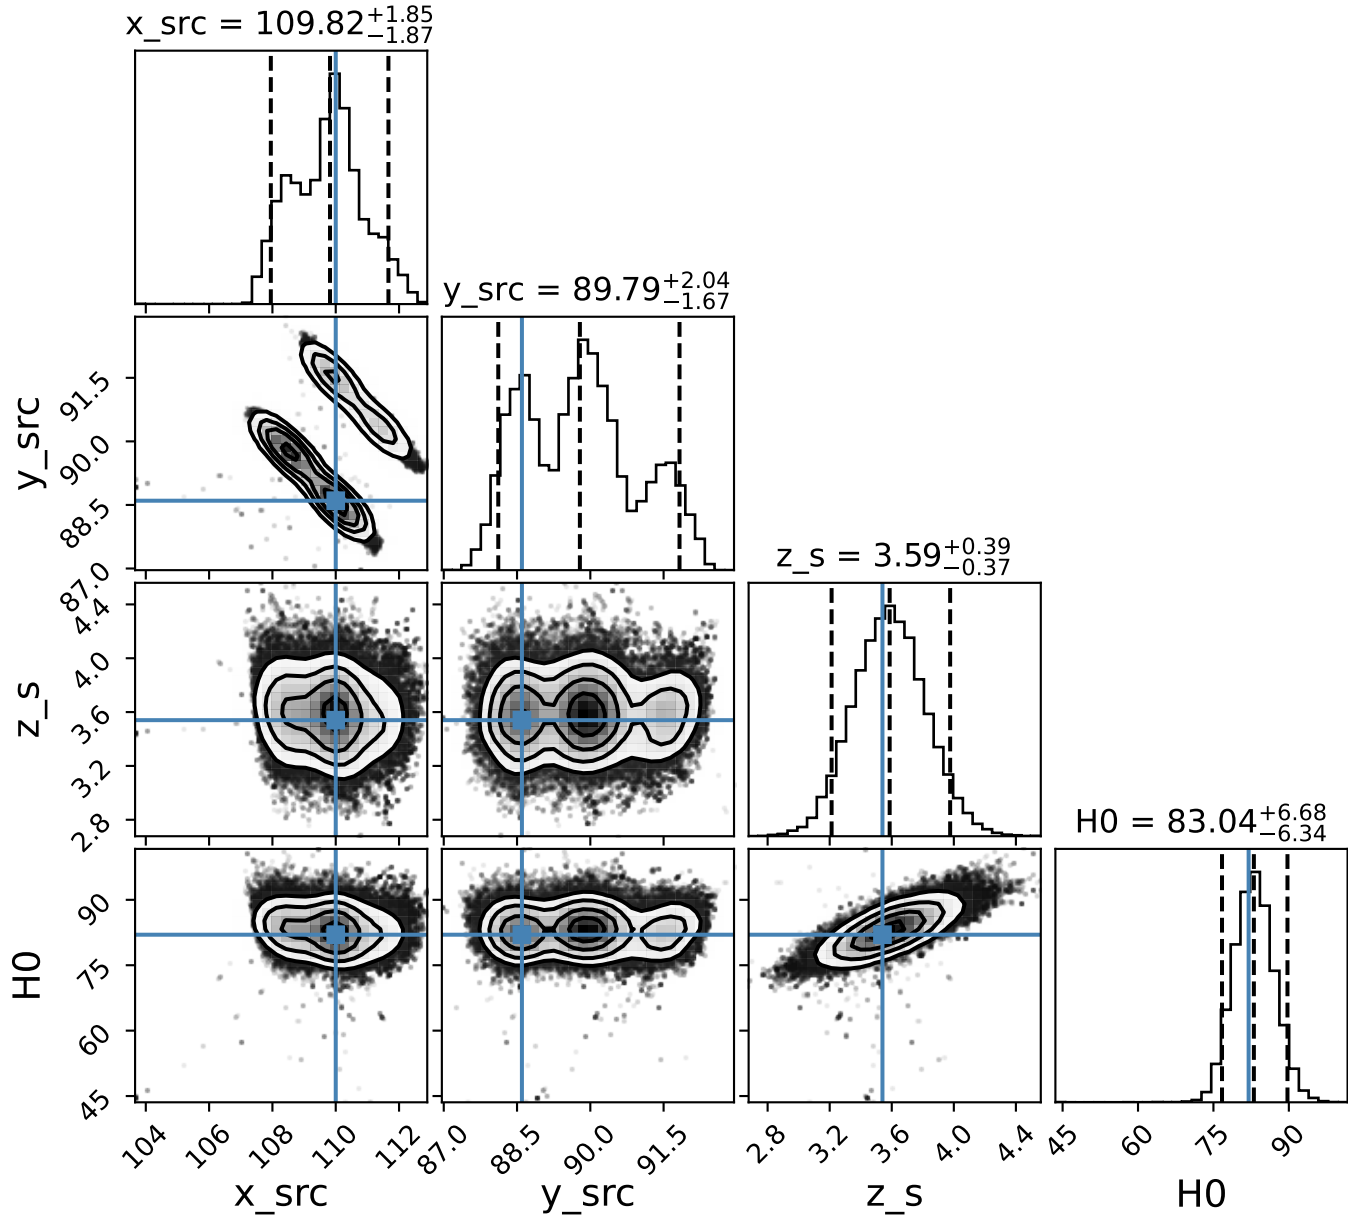 x_src = 109.82+1.85 −1.87
y_src = 89.79+2.04 −1.67
y_src
91.5
90.0
88.5
87.0
z_s = 3.59+0.39 −0.37
z_s
4.4
4.0
3.6
3.2
2.8
H0 = 83.04+6.68 −6.34
H0
90
75
60
45
104 106 108 110 112 87.0 88.5 90.0 91.5 2.8 3.2 3.6 4.0 4.4 45 60 75 90
x_src y_src z_s H0